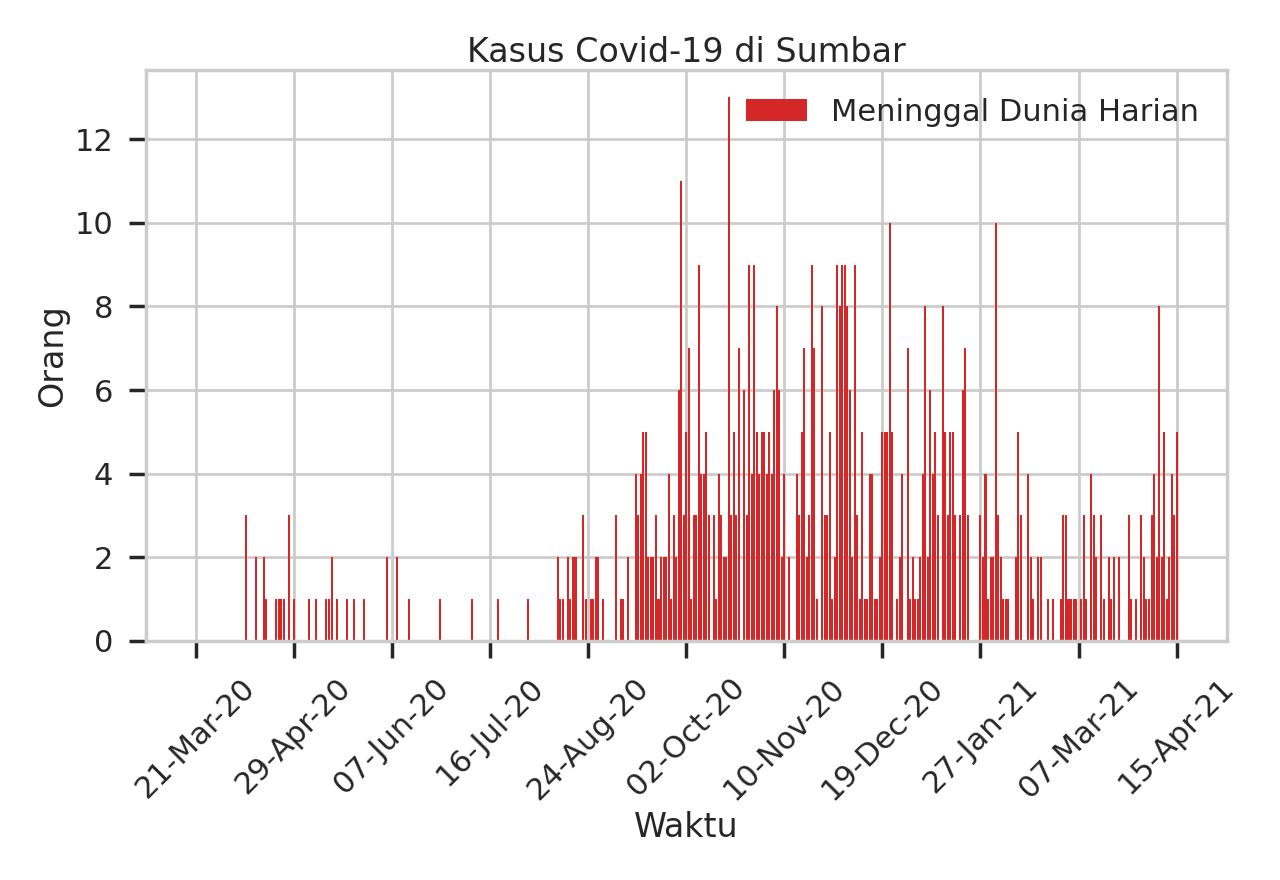 Kasus Covid-19 di Sumbar
Meninggal Dunia Harian
12
10
8
6
4
2
0
Orang
21-Mar-20
29-Apr-20
07-Jun-20
16-Jul-20
24-Aug-20
02-Oct-20
10-Nov-20
19-Dec-20
27-Jan-21
07-Mar-21
15-Apr-21
Waktu